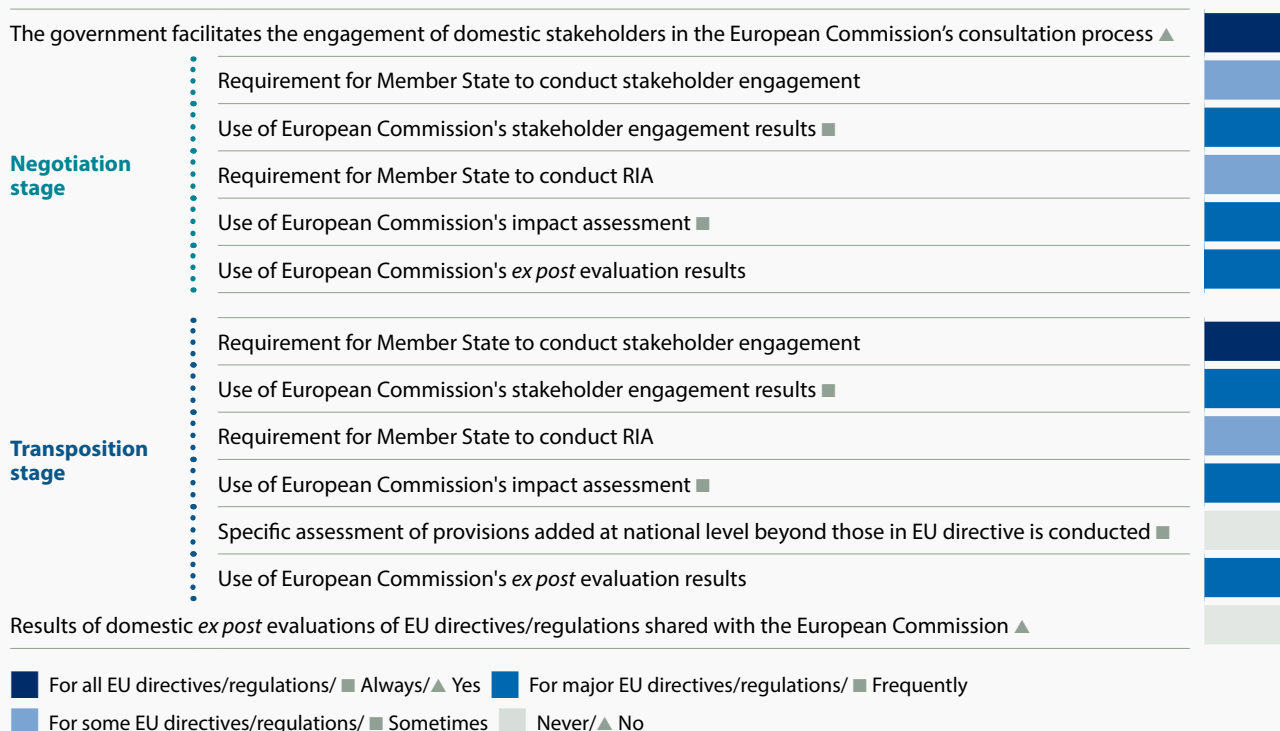 The government facilitates the engagement of domestic stakeholders in the European Commission’s consultation process ▲
Requirement for Member State to conduct stakeholder engagement
Use of European Commission's stakeholder engagement results ■
Negotiation
stage
Requirement for Member State to conduct RIA
Use of European Commission's impact assessment ■
Use of European Commission's ex post evaluation results
Requirement for Member State to conduct stakeholder engagement
Use of European Commission's stakeholder engagement results ■
Requirement for Member State to conduct RIA
Transposition
stage
Use of European Commission's impact assessment ■
Specific assessment of provisions added at national level beyond those in EU directive is conducted ■
Use of European Commission's ex post evaluation results
Results of domestic ex post evaluations of EU directives/regulations shared with the European Commission ▲
For all EU directives/regulations/ ■ Always/▲ Yes For major EU directives/regulations/ ■ Frequently
For some EU directives/regulations/ ■ Sometimes Never/▲ No